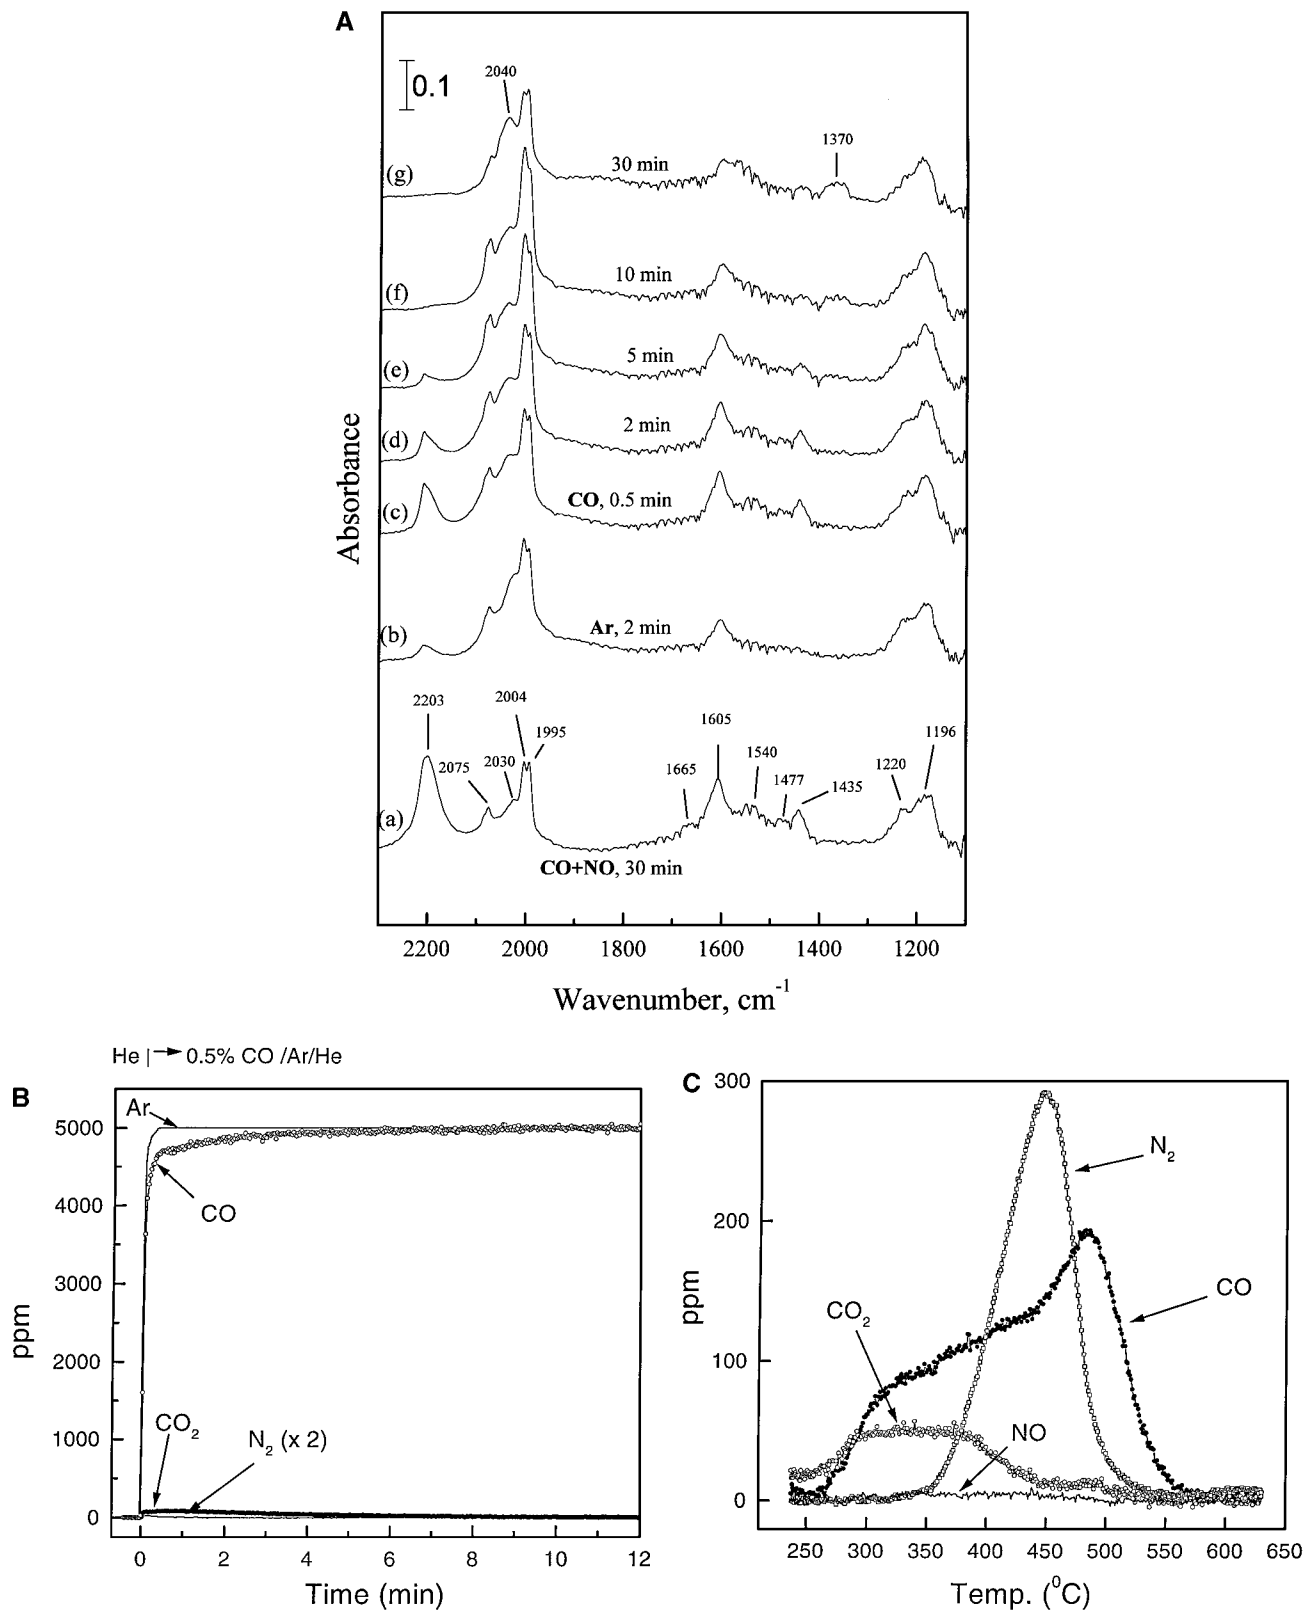 A
0.1
2040
1370
(g)
30 min
(f)
10 min
(e)
5 min
(d)
2 min
(c)
CO, 0.5 min
(b)
Ar, 2 min
2203
2075
2030
2004
1995
1665
1605
1540
1477
1435
1220
1196
(a)
CO+NO, 30 min
Absorbance
2200 2000 1800 1600 1400 1200
Wavenumber, cm⁻¹
He |→ 0.5% CO /Ar/He
B
Ar
CO
CO₂
N₂ (x 2)
5000
4000
3000
2000
1000
0
ppm
0 2 4 6 8 10 12
Time (min)
C
300
200
100
0
ppm
N₂
CO
CO₂
NO
250 300 350 400 450 500 550 600 650
Temp. (⁰C)